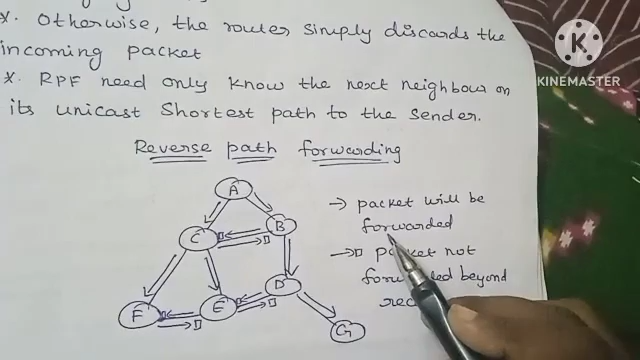 x. Otherwise, the router simply discards the
incoming packet
x. RPF need only know the next neighbour on
its unicast shortest path to the sender.
Reverse path forwarding
A
C
B
F
E
D
G
→ packet will be
forwarded
→▯ packet not
beyond
K
KINEMASTER